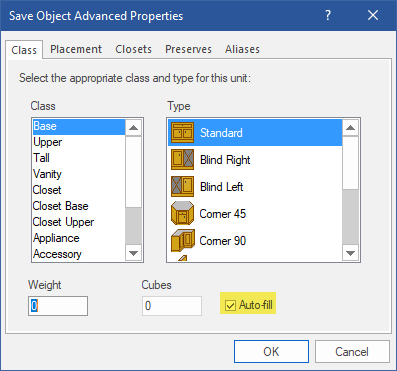 Save Object Advanced Properties ?
Class Placement Closets Preserves Aliases
Select the appropriate class and type for this unit:
Class Type
Base
Upper
Tall
Vanity
Closet
Closet Base
Closet Upper
Appliance
Accessory
Standard
Blind Right
Blind Left
Corner 45
Corner 90
Weight Cubes
0 0 Auto-fill
OK Cancel